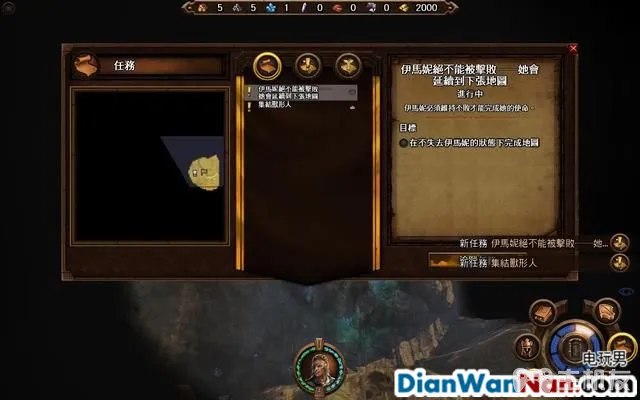 5 5 1 0 0 0 2000
任務
伊馬妮絕不能被擊敗——
她會延續到下張地圖
集結獸形人
伊馬妮絕不能被擊敗——她會
延續到下張地圖
進行中
伊馬妮必須維持不敗才能完成她的使命。
目標
在不失去伊馬妮的狀態下完成地圖
新任務 伊馬妮絕不能被擊敗——她...
新任務 集結獸形人
电玩男
DianWanNan.com